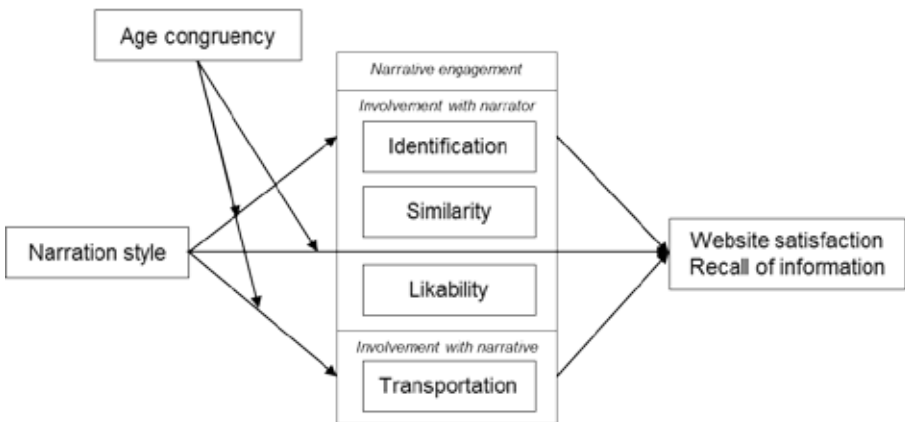 Age congruency
Narrative engagement
Involvement with narrator
Identification
Similarity
Narration style
Website satisfaction
Recall of information
Likability
Involvement with narrative
Transportation